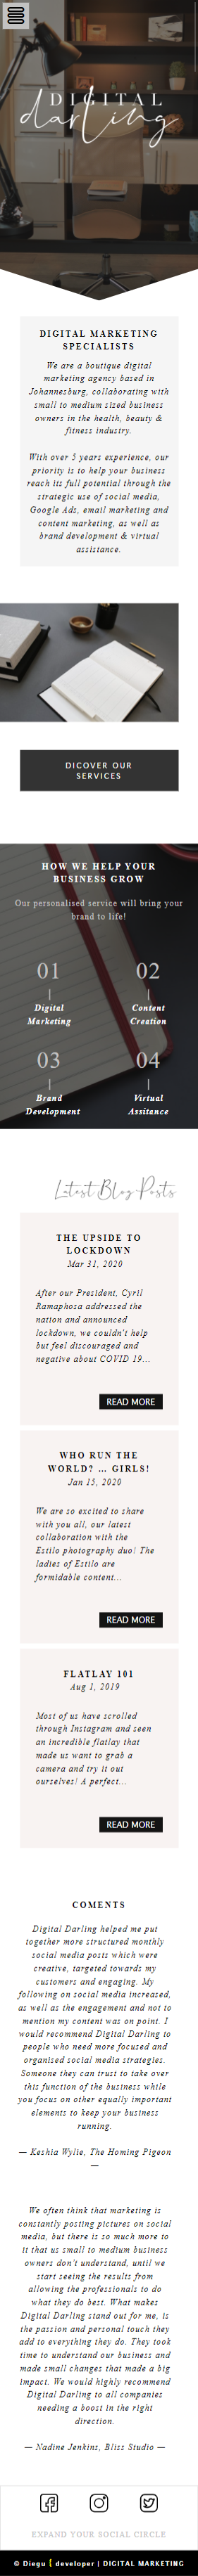 DIGITAL
darling
DIGITAL MARKETING
SPECIALISTS
We are a boutique digital
marketing agency based in
Johannesburg, collaborating with
small to medium sized business
owners in the health, beauty &
fitness industry.
With over 5 years experience, our
priority is to help your business
reach its full potential through the
strategic use of social media,
Google Ads, email marketing and
content marketing, as well as
brand development & virtual
assistance.
DICOVER OUR
SERVICES
HOW WE HELP YOUR
BUSINESS GROW
Our personalised service will bring your
brand to life!
01
02
|
|
Digital
Marketing
Content
Creation
03
04
|
|
Brand
Development
Virtual
Assitance
Latest Blog Posts
THE UPSIDE TO
LOCKDOWN
Mar 31, 2020
After our President, Cyril
Ramaphosa addressed the
nation and announced
lockdown, we couldn't help
but feel discouraged and
negative about COVID 19...
READ MORE
WHO RUN THE
WORLD? ... GIRLS!
Jan 15, 2020
We are so excited to share
with you all, our latest
collaboration with the
Estilo photography duo! The
ladies of Estilo are
formidable content...
READ MORE
FLATLAY 101
Aug 1, 2019
Most of us have scrolled
through Instagram and seen
an incredible flatlay that
made us want to grab a
camera and try it out
ourselves! A perfect...
READ MORE
COMENTS
Digital Darling helped me put
together more structured monthly
social media posts which were
creative, targeted towards my
customers and engaging. My
following on social media increased,
as well as the engagement and not to
mention my content was on point. I
would recommend Digital Darling to
people who need more focused and
organised social media strategies.
Someone they can trust to take over
this function of the business while
you focus on other equally important
elements to keep your business
running.
— Keshia Wylie, The Homing Pigeon
—
We often think that marketing is
constantly posting pictures on social
media, but there is so much more to
it that us small to medium business
owners don't understand, until we
start seeing the results from
allowing the professionals to do
what they do best. What makes
Digital Darling stand out for me, is
the passion and personal touch they
add to everything they do. They took
time to understand our business and
made small changes that made a big
impact. We would highly recommend
Digital Darling to all companies
needing a boost in the right
direction.
— Nadine Jenkins, Bliss Studio —
EXPAND YOUR SOCIAL CIRCLE
© Diegu { developer | DIGITAL MARKETING